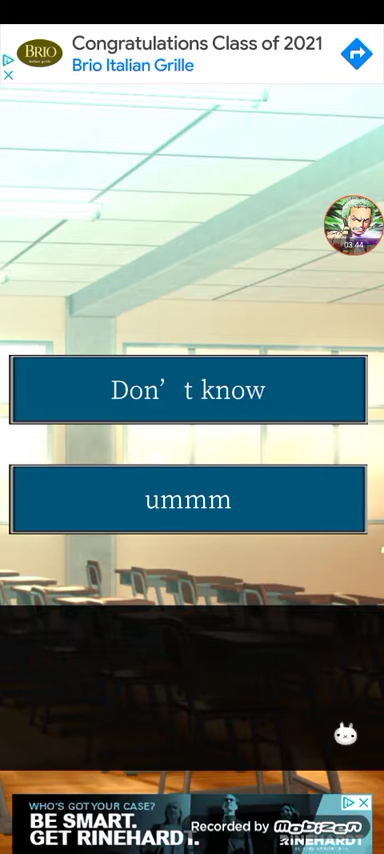 BRIO
Congratulations Class of 2021
Brio Italian Grille
03:44
Don't know
ummm
WHO'S GOT YOUR CASE?
BE SMART.
GET RINEHARDT.
Recorded by Mobizen
RINEHARDT